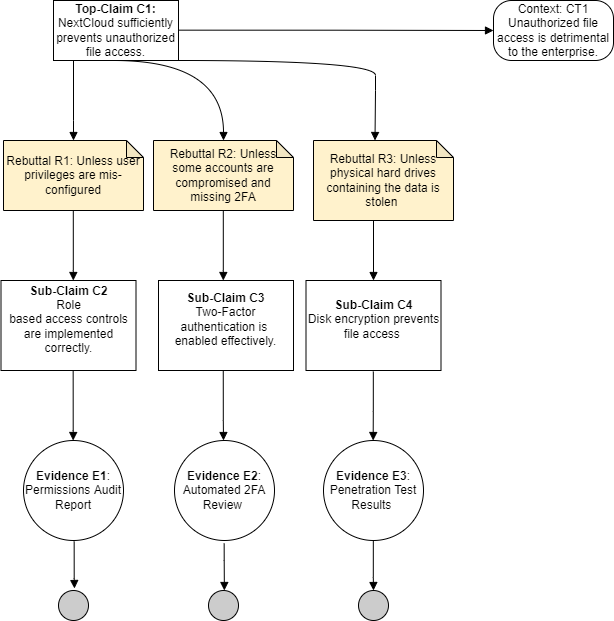 Top-Claim C1:
NextCloud sufficiently
prevents unauthorized
file access.
Context: CT1
Unauthorized file
access is detrimental
to the enterprise.
Rebuttal R1: Unless user
privileges are mis-
configured
Rebuttal R2: Unless
some accounts are
compromised and
missing 2FA
Rebuttal R3: Unless
physical hard drives
containing the data is
stolen
Sub-Claim C2
Role
based access controls
are implemented
correctly.
Sub-Claim C3
Two-Factor
authentication is
enabled effectively.
Sub-Claim C4
Disk encryption prevents
file access
Evidence E1:
Permissions Audit
Report
Evidence E2:
Automated 2FA
Review
Evidence E3:
Penetration Test
Results